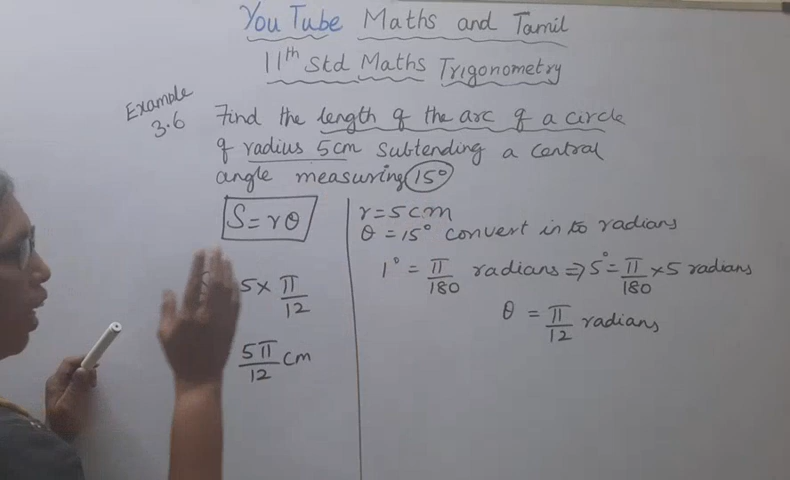 YouTube Maths and Tamil
11th Std Maths Trigonometry
Example 3.6
Find the length of the arc of a circle
of radius 5cm subtending a central
angle measuring 15°
S=rθ
5 × π/12
5π/12 cm
r=5cm
θ =15° convert in to radians
1° = π/180 radians ⇒ 5° = π/180 × 5 radians
θ = π/12 radians